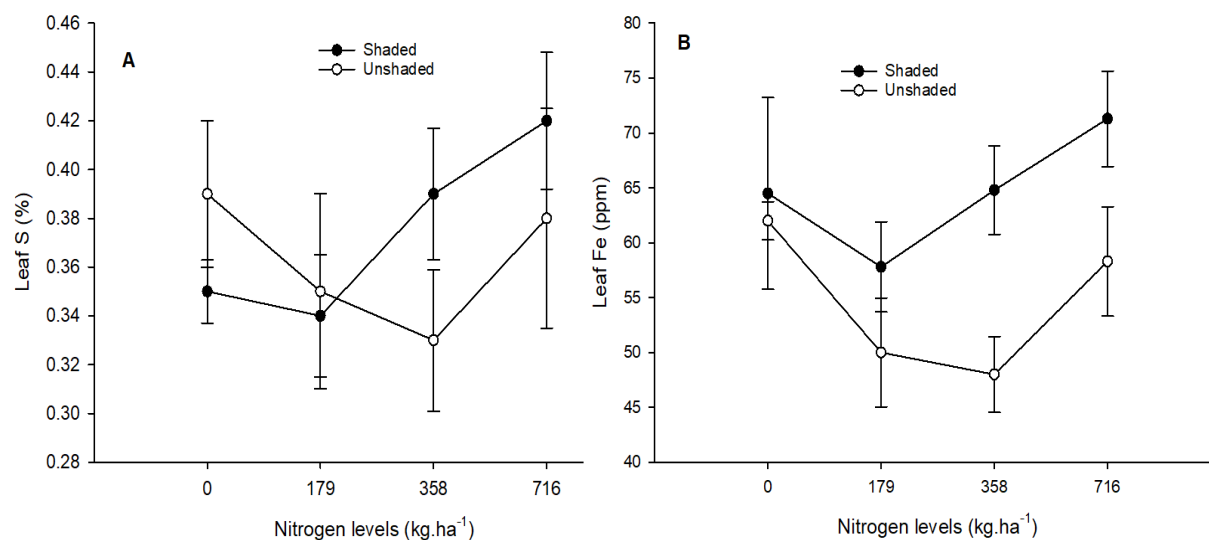 A
Shaded
Unshaded
Leaf S (%)
0.46
0.44
0.42
0.40
0.38
0.36
0.34
0.32
0.30
0.28
0 179 358 716
Nitrogen levels (kg.ha⁻¹)
B
Shaded
Unshaded
Leaf Fe (ppm)
80
75
70
65
60
55
50
45
40
0 179 358 716
Nitrogen levels (kg.ha⁻¹)